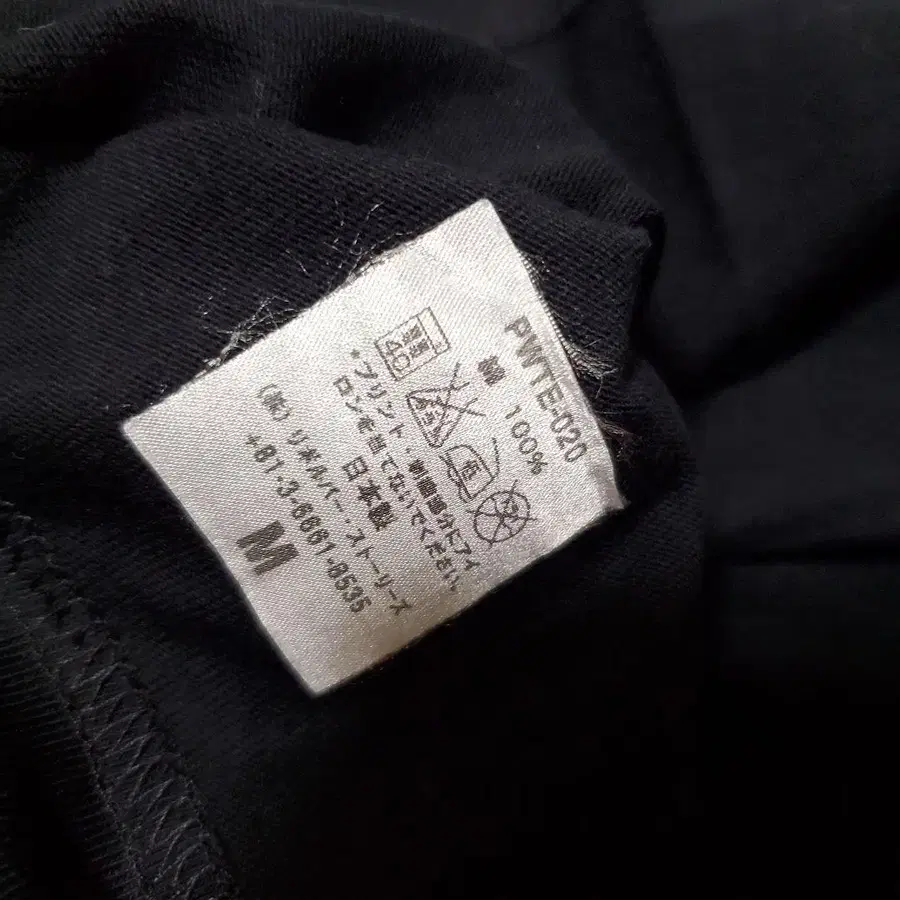 PWTE-020
綿 100%
*プリント・樹脂部分にアイ
ロンを当てないでください。
日本製
(株)リボルバー・ストーリーズ
+81-3-6661-8535
M